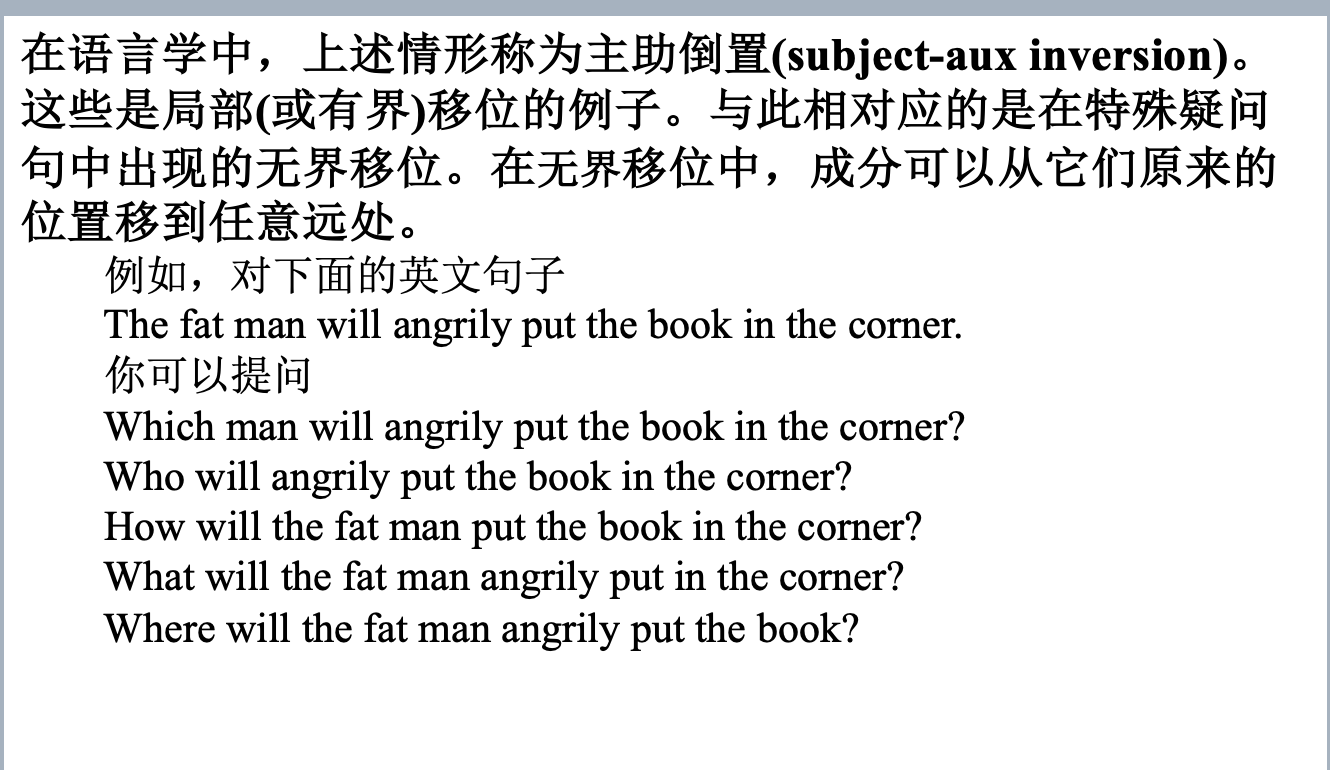 在语言学中，上述情形称为主助倒置(subject-aux inversion)。
这些是局部(或有界)移位的例子。与此相对应的是在特殊疑问
句中出现的无界移位。在无界移位中，成分可以从它们原来的
位置移到任意远处。
例如，对下面的英文句子
The fat man will angrily put the book in the corner.
你可以提问
Which man will angrily put the book in the corner?
Who will angrily put the book in the corner?
How will the fat man put the book in the corner?
What will the fat man angrily put in the corner?
Where will the fat man angrily put the book?